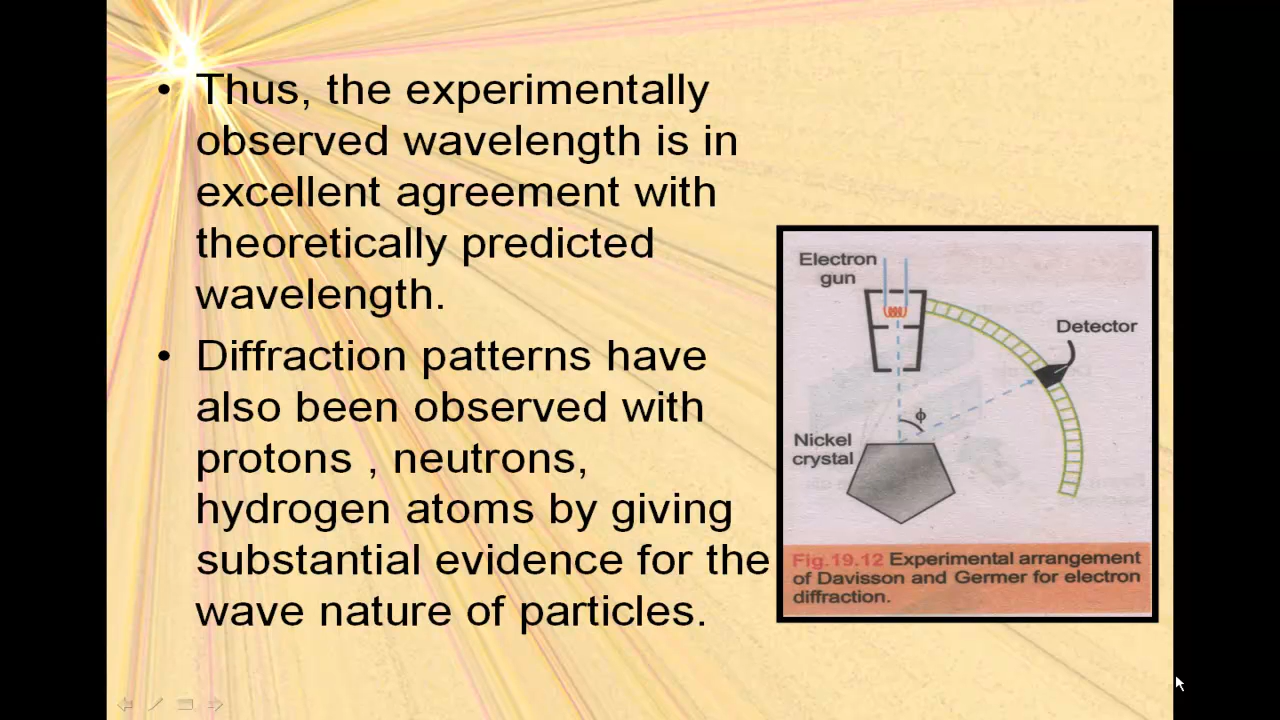 • Thus, the experimentally
observed wavelength is in
excellent agreement with
theoretically predicted
wavelength.
• Diffraction patterns have
also been observed with
protons , neutrons,
hydrogen atoms by giving
substantial evidence for the
wave nature of particles.
Electron
gun
Detector
ϕ
Nickel
crystal
Fig.19.12 Experimental arrangement
of Davisson and Germer for electron
diffraction.